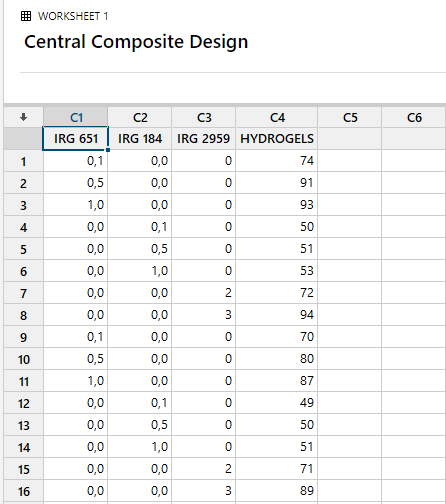 WORKSHEET 1
Central Composite Design
C1 C2 C3 C4 C5 C6
IRG 651 IRG 184 IRG 2959 HYDROGELS
1 0,1 0,0 0 74
2 0,5 0,0 0 91
3 1,0 0,0 0 93
4 0,0 0,1 0 50
5 0,0 0,5 0 51
6 0,0 1,0 0 53
7 0,0 0,0 2 72
8 0,0 0,0 3 94
9 0,1 0,0 0 70
10 0,5 0,0 0 80
11 1,0 0,0 0 87
12 0,0 0,1 0 49
13 0,0 0,5 0 50
14 0,0 1,0 0 51
15 0,0 0,0 2 71
16 0,0 0,0 3 89